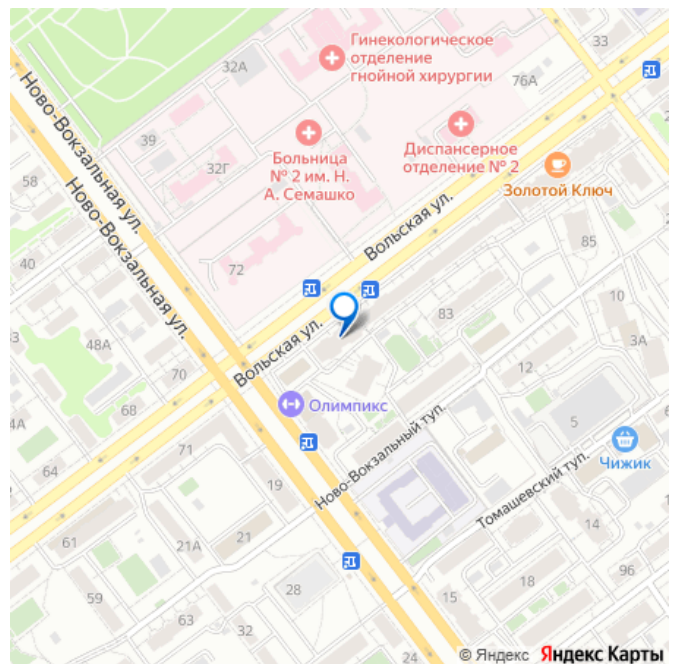 33
Гинекологическое
отделение
гнойной хирургии
32А
76А
Ново-Вокзальная ул.
39
Больница
№ 2 им. Н.
А. Семашко
Диспансерное
отделение № 2
32Г
58
Ново-Вокзальная ул.
Золотой Ключ
Вольская ул.
85
40
72
10
83
48А
3А
Вольская ул.
70
12
68
Олимпикс
4А
5
Ново-Вокзальный туп.
71
Чижик
64
19
Томашевский туп.
14
61
21А
21
96
18
28
59
15
63
32
24
© Яндекс Яндекс Карты